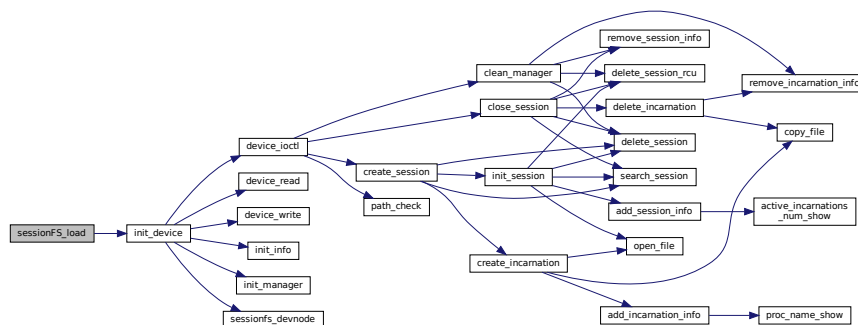 sessionFS_load
init_device
device_ioctl
device_read
device_write
init_info
init_manager
sessionfs_devnode
clean_manager
close_session
create_session
path_check
init_session
create_incarnation
remove_session_info
delete_session_rcu
delete_incarnation
delete_session
search_session
add_session_info
open_file
add_incarnation_info
remove_incarnation_info
copy_file
active_incarnations
_num_show
proc_name_show